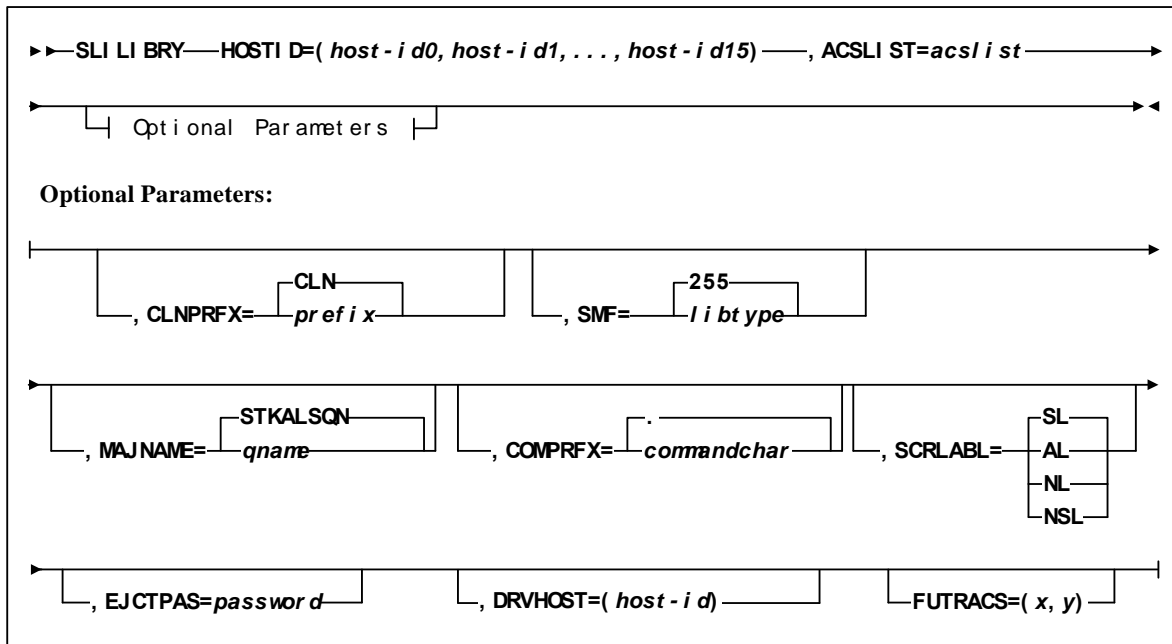 SLILIBRY HOSTID=(host-id0,host-id1,...,host-id15) ,ACSLIST=acslist
Optional Parameters
Optional Parameters:
CLN
,CLNPRFX= prefix
255
,SMF= libtype
STKALSQN
,MAJNAME= qname
.
,COMPRFX= commandchar
SL
,SCRLABL= AL
NL
NSL
,EJCTPAS=password ,DRVHOST=(host-id) FUTRACS=(x,y)